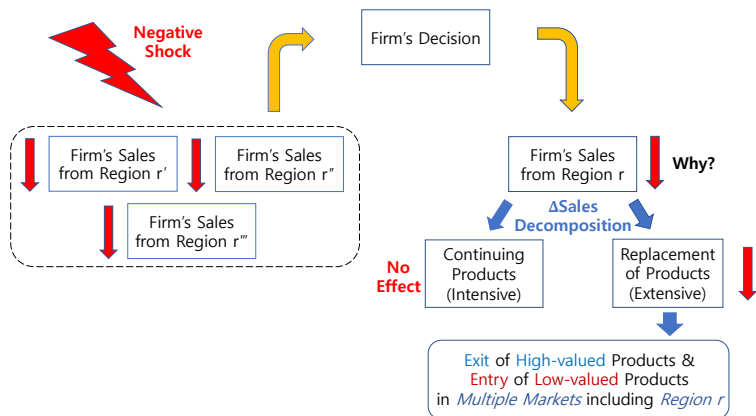 Negative
Shock
Firm's Decision
Firm's Sales
from Region r'
Firm's Sales
from Region r''
Firm's Sales
from Region r'''
Firm's Sales
from Region r
Why?
ΔSales
Decomposition
No
Effect
Continuing
Products
(Intensive)
Replacement
of Products
(Extensive)
Exit of High-valued Products &
Entry of Low-valued Products
in Multiple Markets including Region r